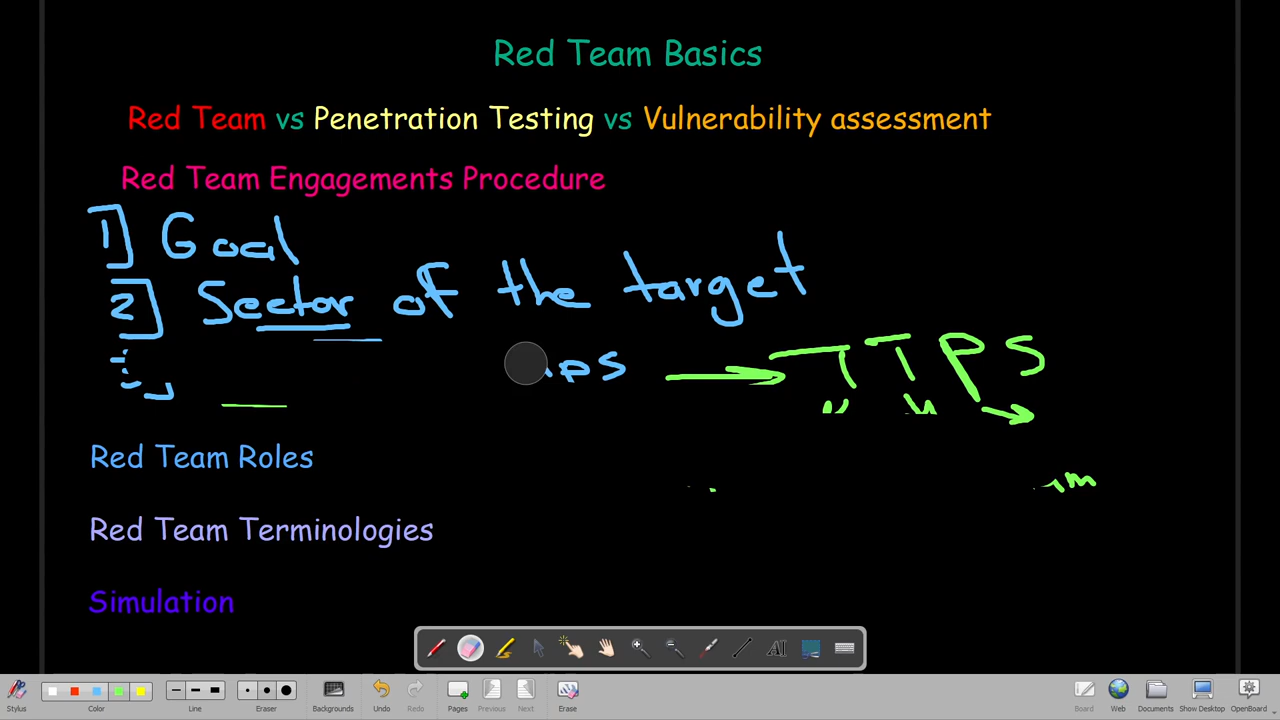 Red Team Basics
Red Team vs Penetration Testing vs Vulnerability assessment
Red Team Engagements Procedure
1] Goal
2] Sector of the target
TTPS
Red Team Roles
Red Team Terminologies
Simulation
Stylus Color Line Eraser Backgrounds Undo Redo Pages Previous Next Erase Board Web Documents Show Desktop OpenBoard